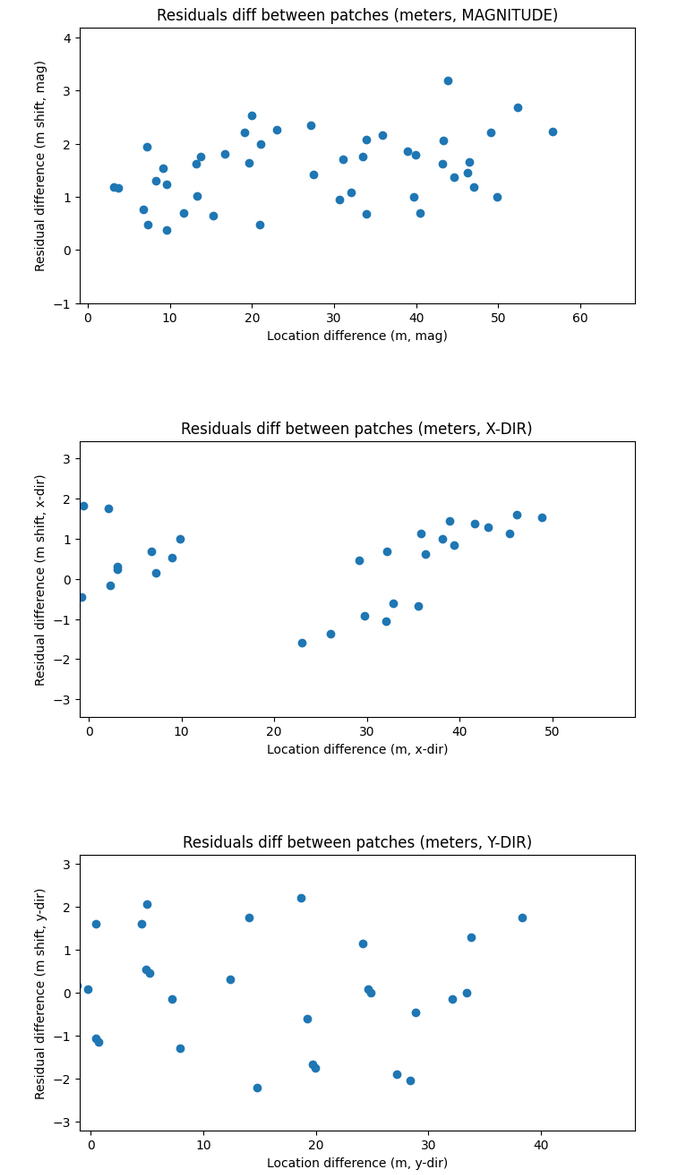 Residuals diff between patches (meters, MAGNITUDE)
4
3
2
1
0
−1
Residual difference (m shift, mag)
0 10 20 30 40 50 60
Location difference (m, mag)
Residuals diff between patches (meters, X-DIR)
3
2
1
0
−1
−2
−3
Residual difference (m shift, x-dir)
0 10 20 30 40 50
Location difference (m, x-dir)
Residuals diff between patches (meters, Y-DIR)
3
2
1
0
−1
−2
−3
Residual difference (m shift, y-dir)
0 10 20 30 40
Location difference (m, y-dir)